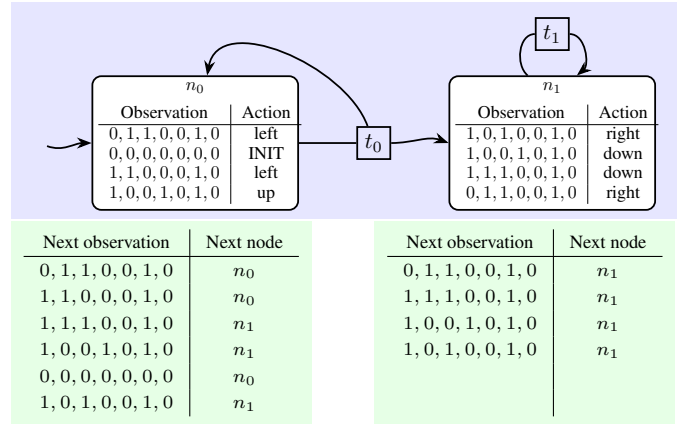 n0
Observation Action
0, 1, 1, 0, 0, 1, 0 left
0, 0, 0, 0, 0, 0, 0 INIT
1, 1, 0, 0, 0, 1, 0 left
1, 0, 0, 1, 0, 1, 0 up
t0
t1
n1
Observation Action
1, 0, 1, 0, 0, 1, 0 right
1, 0, 0, 1, 0, 1, 0 down
1, 1, 1, 0, 0, 1, 0 down
0, 1, 1, 0, 0, 1, 0 right
Next observation Next node
0, 1, 1, 0, 0, 1, 0 n0
1, 1, 0, 0, 0, 1, 0 n0
1, 1, 1, 0, 0, 1, 0 n1
1, 0, 0, 1, 0, 1, 0 n1
0, 0, 0, 0, 0, 0, 0 n0
1, 0, 1, 0, 0, 1, 0 n1
Next observation Next node
0, 1, 1, 0, 0, 1, 0 n1
1, 1, 1, 0, 0, 1, 0 n1
1, 0, 0, 1, 0, 1, 0 n1
1, 0, 1, 0, 0, 1, 0 n1